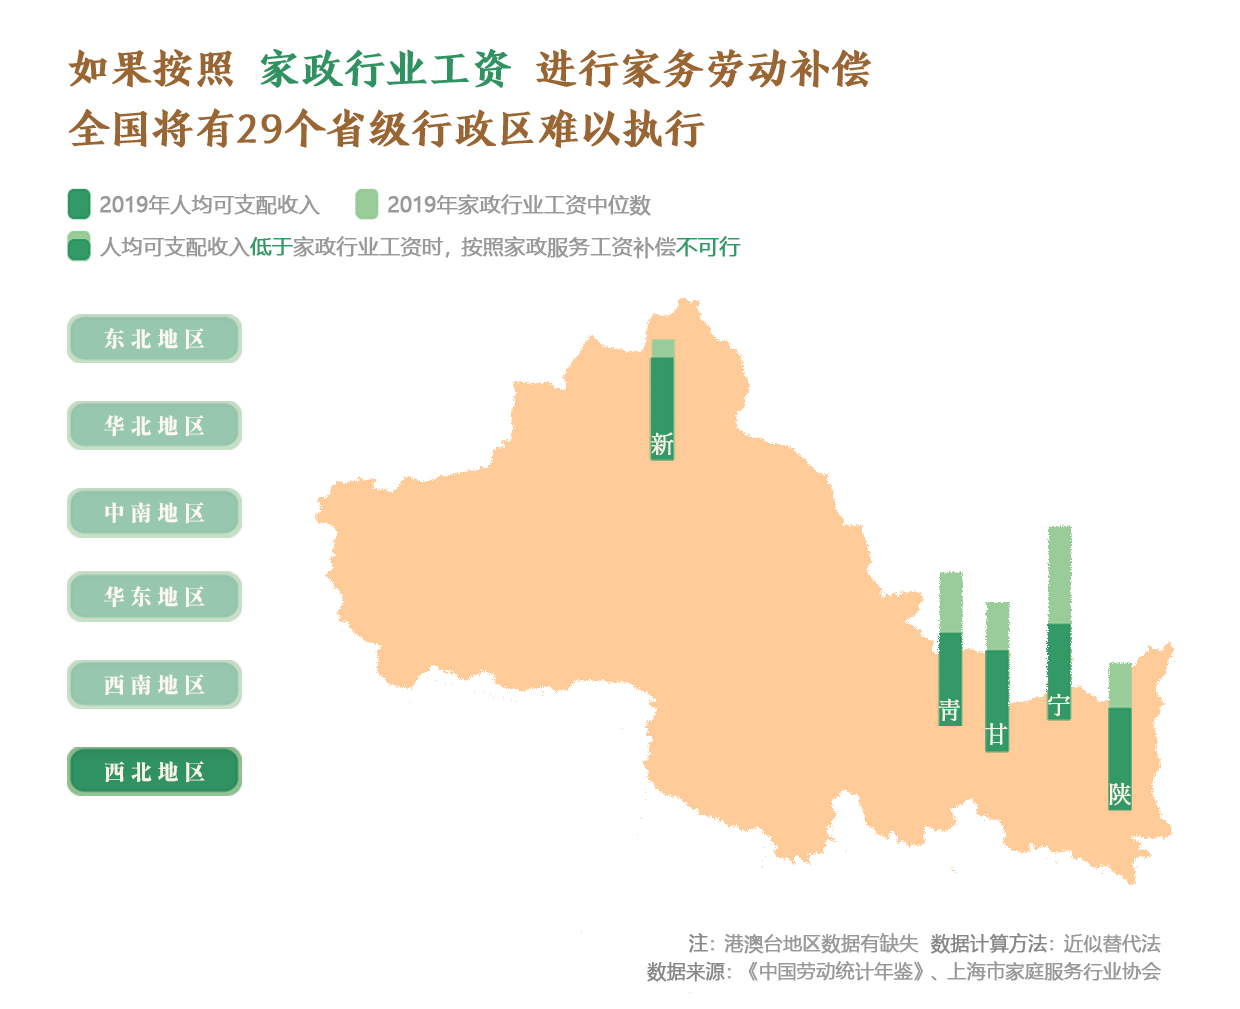 如果按照 家政行业工资 进行家务劳动补偿
全国将有29个省级行政区难以执行
2019年人均可支配收入 2019年家政行业工资中位数
人均可支配收入低于家政行业工资时，按照家政服务工资补偿不可行
东北地区
华北地区
中南地区
华东地区
西南地区
西北地区
新
青
甘
宁
陕
注：港澳台地区数据有缺失 数据计算方法：近似替代法
数据来源：《中国劳动统计年鉴》、上海市家庭服务行业协会